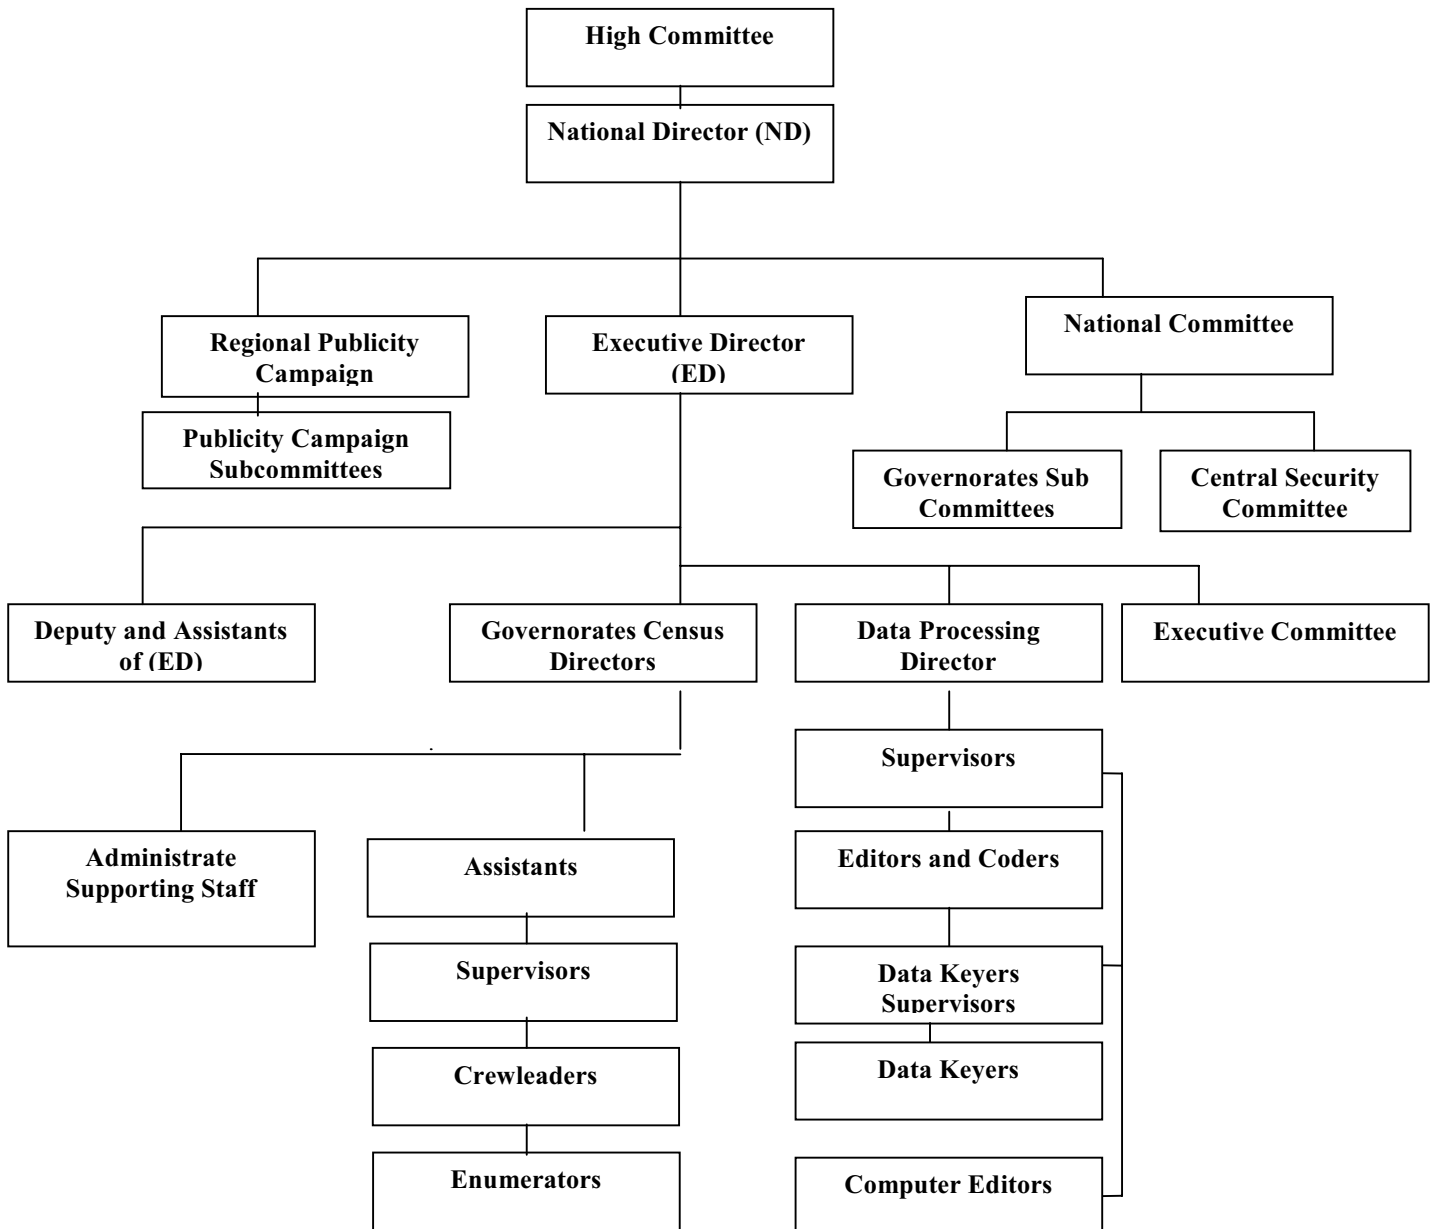 High Committee
National Director (ND)
Regional Publicity
Campaign
Executive Director
(ED)
National Committee
Publicity Campaign
Subcommittees
Governorates Sub
Committees
Central Security
Committee
Deputy and Assistants
of (ED)
Governorates Census
Directors
Data Processing
Director
Executive Committee
Supervisors
Administrate
Supporting Staff
Assistants
Editors and Coders
Supervisors
Data Keyers
Supervisors
Crewleaders
Data Keyers
Enumerators
Computer Editors